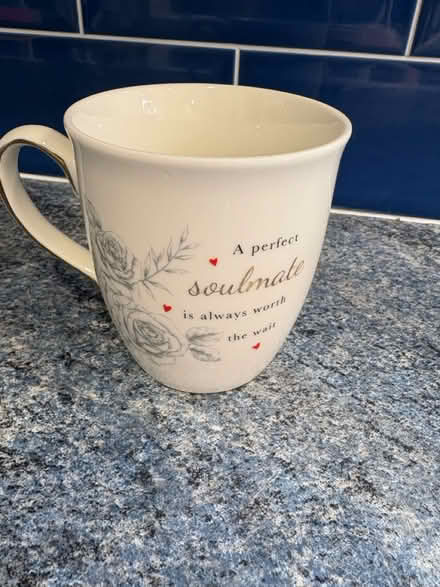 A perfect
soulmate
is always worth
the wait